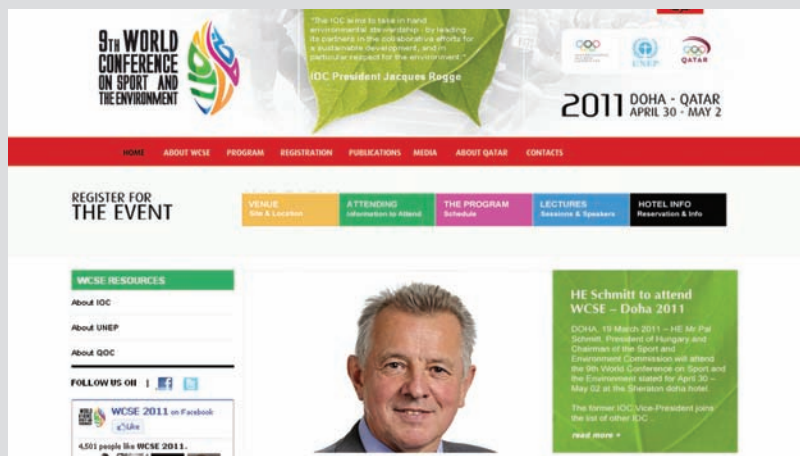 9TH WORLD
CONFERENCE
ON SPORT AND
THE ENVIRONMENT
"The IOC aims to take in hand
environmental stewardship - by leading
its partners in the collaborative efforts for
a sustainable development, and in
particular respect for the environment."
IOC President Jacques Rogge
UNEP
QATAR
2011 DOHA - QATAR
APRIL 30 - MAY 2
HOME ABOUT WCSE PROGRAM REGISTRATION PUBLICATIONS MEDIA ABOUT QATAR CONTACTS
REGISTER FOR
THE EVENT
VENUE
Site & Location
ATTENDING
Information to Attend
THE PROGRAM
Schedule
LECTURES
Sessions & Speakers
HOTEL INFO
Reservation & Info
WCSE RESOURCES
About IOC
About UNEP
About QOC
FOLLOW US ON
WCSE 2011 on Facebook
Like
4,501 people like WCSE 2011.
HE Schmitt to attend
WCSE – Doha 2011
DOHA, 19 March 2011 – HE Mr Pal
Schmitt, President of Hungary and
Chairman of the Sport and
Environment Commission will attend
the 9th World Conference on Sport and
the Environment slated for April 30 –
May 02 at the Sheraton doha hotel.
The former IOC Vice-President joins
the list of other IOC ..
read more +